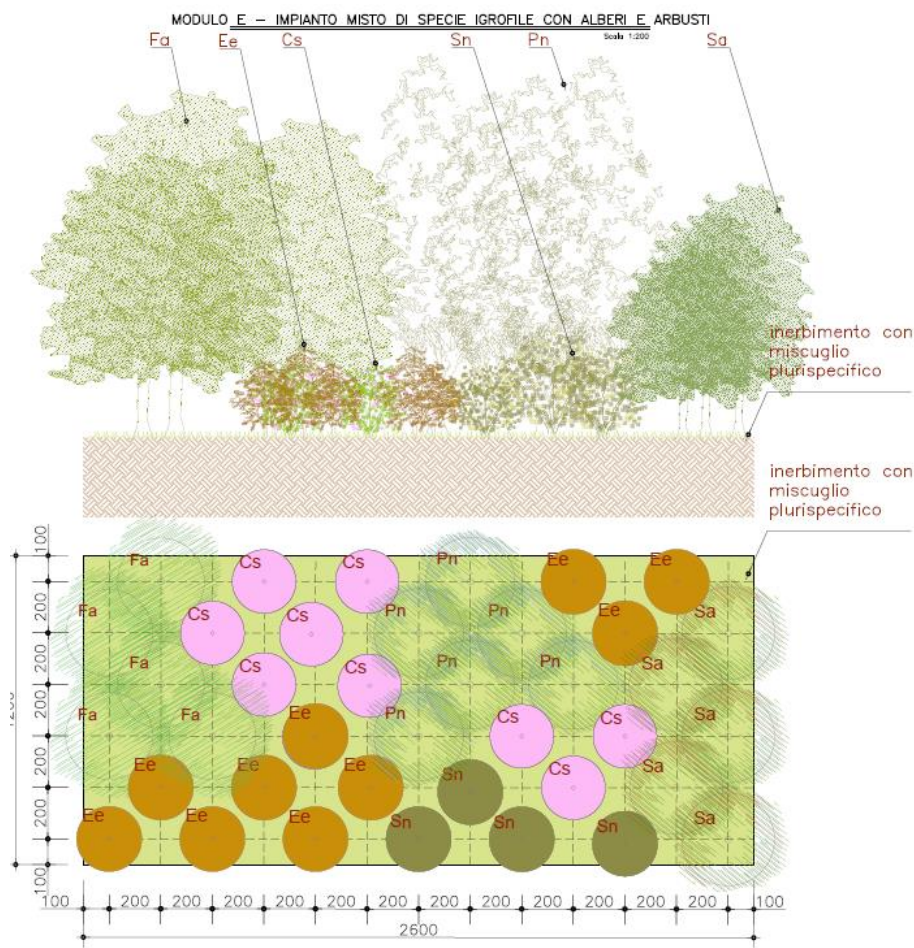 MODULO E – IMPIANTO MISTO DI SPECIE IGROFILE CON ALBERI E ARBUSTI
Scala 1:200
Fa Ee Cs Sn Pn Sa
inerbimento con
miscuglio
plurispecifico
inerbimento con
miscuglio
plurispecifico
100
Fa Cs Cs Pn Ee Ee
200
Fa Cs Cs Pn Pn Ee Sa
200
Fa Cs Cs Pn Pn Sa
200
Fa Fa Ee Pn Cs Cs Sa
200
Ee Ee Ee Sn Cs Sa
200
Ee Ee Ee Sn Sn Sn Sa
100
100 200 200 200 200 200 200 200 200 200 200 200 200 100
2600